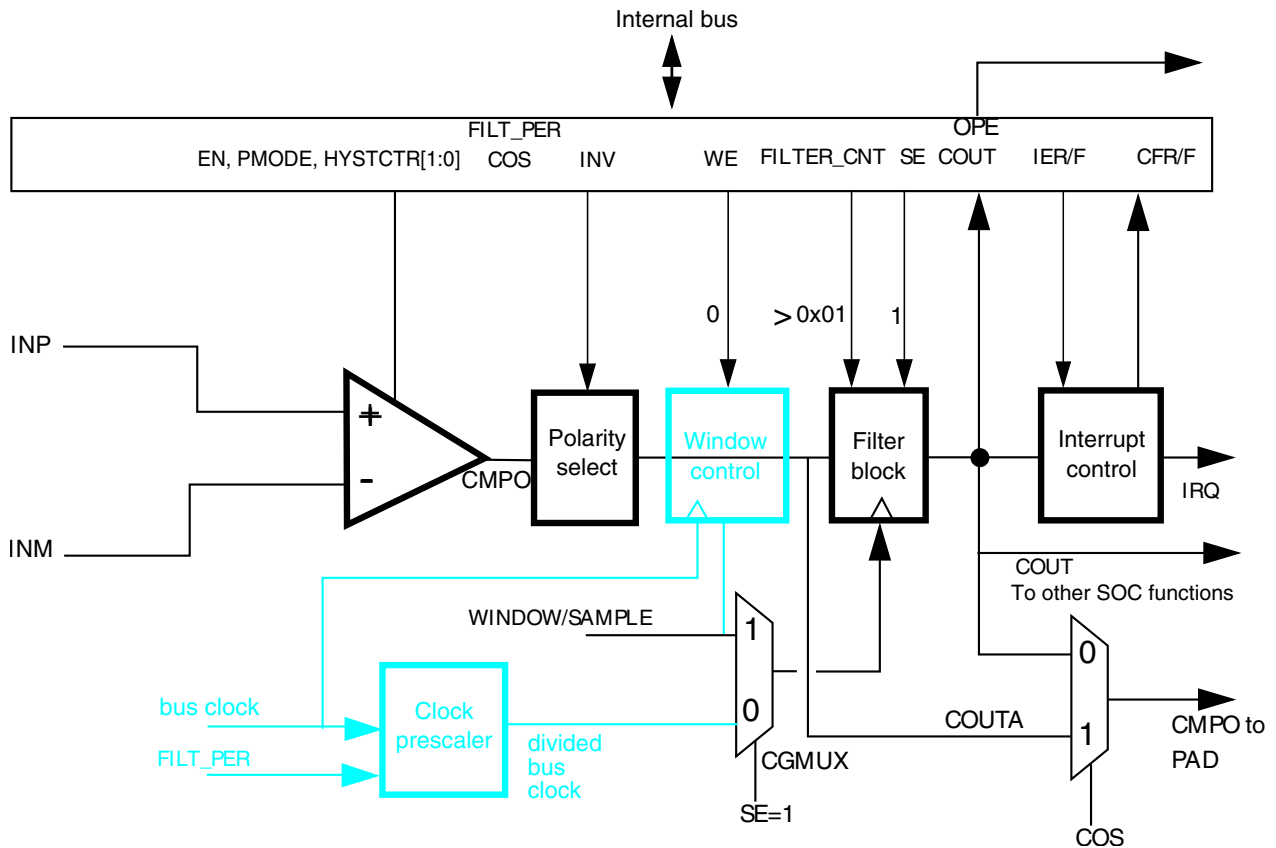 Internal bus
FILT_PER
OPE
EN, PMODE, HYSTCTR[1:0] COS INV WE FILTER_CNT SE COUT IER/F CFR/F
0 > 0x01 1
INP
+
-
INM
CMPO
Polarity
select
Window
control
Filter
block
Interrupt
control
IRQ
COUT
To other SOC functions
WINDOW/SAMPLE
1
0
CGMUX
SE=1
bus clock
FILT_PER
Clock
prescaler
divided
bus
clock
COUTA
0
1
COS
CMPO to
PAD